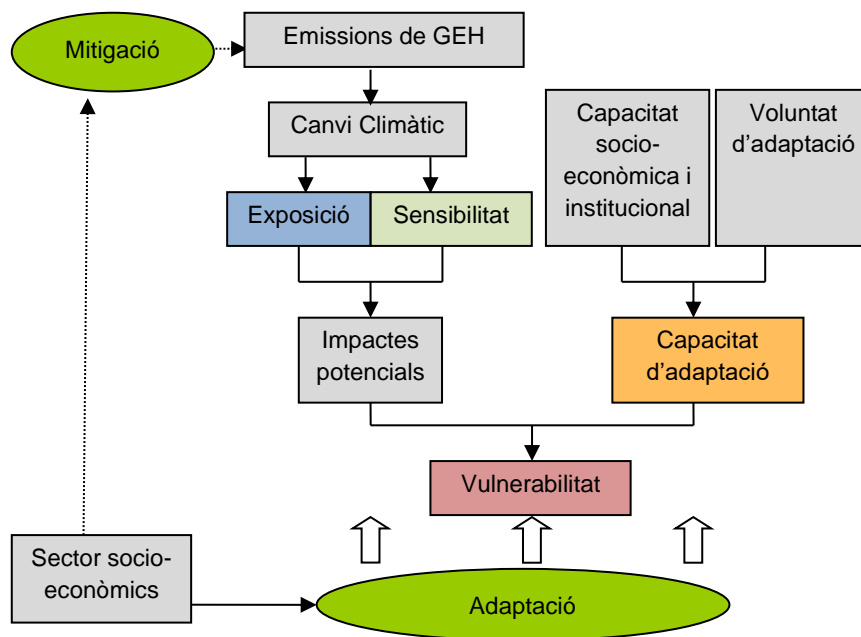 Mitigació
Emissions de GEH
Canvi Climàtic
Capacitat
socio-
econòmica i
institucional
Voluntat
d’adaptació
Exposició
Sensibilitat
Impactes
potencials
Capacitat
d’adaptació
Vulnerabilitat
Sector socio-
econòmics
Adaptació